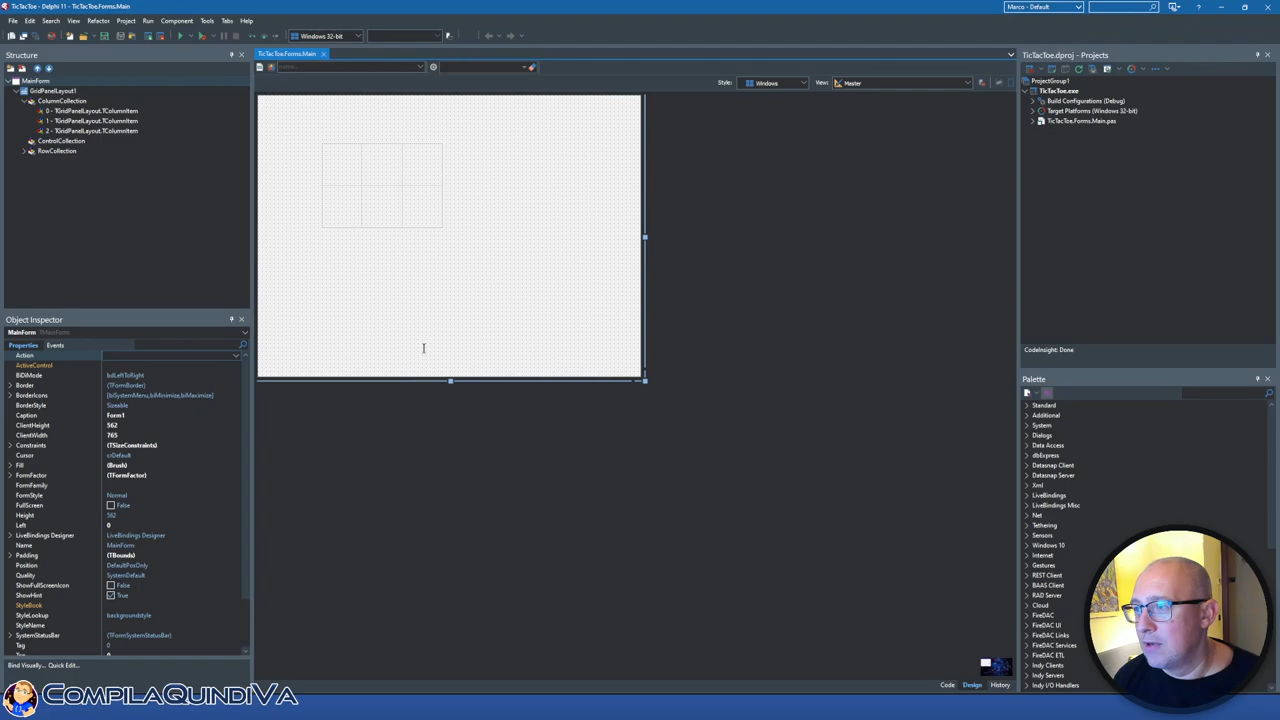 TicTacToe - Delphi 11 - TicTacToe.Forms.Main
Marco - Default
File Edit Search View Refactor Project Run Component Tools Tabs Help
Windows 32-bit
Structure
MainForm
GridPanelLayout1
ColumnCollection
0 - TGridPanelLayout.TColumnItem
1 - TGridPanelLayout.TColumnItem
2 - TGridPanelLayout.TColumnItem
ControlCollection
RowCollection
Object Inspector
MainForm TMainForm
Properties Events
Action
ActiveControl
BiDiMode bdLeftToRight
Border (TFormBorder)
BorderIcons [biSystemMenu,biMinimize,biMaximize]
BorderStyle Sizeable
Caption Form1
ClientHeight 562
ClientWidth 765
Constraints (TSizeConstraints)
Cursor crDefault
Fill (Brush)
FormFactor (TFormFactor)
FormFamily
FormStyle Normal
FullScreen False
Height 562
Left 0
LiveBindings Designer LiveBindings Designer
Name MainForm
Padding (TBounds)
Position DefaultPosOnly
Quality SystemDefault
ShowFullScreenIcon False
ShowHint True
StyleBook
StyleLookup backgroundstyle
StyleName
SystemStatusBar (TFormSystemStatusBar)
Tag 0
Bind Visually... Quick Edit...
TicTacToe.Forms.Main
Style: Windows View: Master
Code Design History
TicTacToe.dproj - Projects
ProjectGroup1
TicTacToe.exe
Build Configurations (Debug)
Target Platforms (Windows 32-bit)
TicTacToe.Forms.Main.pas
CodeInsight: Done
Palette
Standard
Additional
System
Dialogs
Data Access
dbExpress
Datasnap Client
Datasnap Server
Xml
LiveBindings
LiveBindings Misc
Net
Tethering
Sensors
Windows 10
Internet
Gestures
REST Client
BAAS Client
RAD Server
Cloud
FireDAC
FireDAC UI
FireDAC Links
FireDAC Services
FireDAC ETL
Indy Clients
Indy Servers
Indy I/O Handlers
CompilaQuindiVa